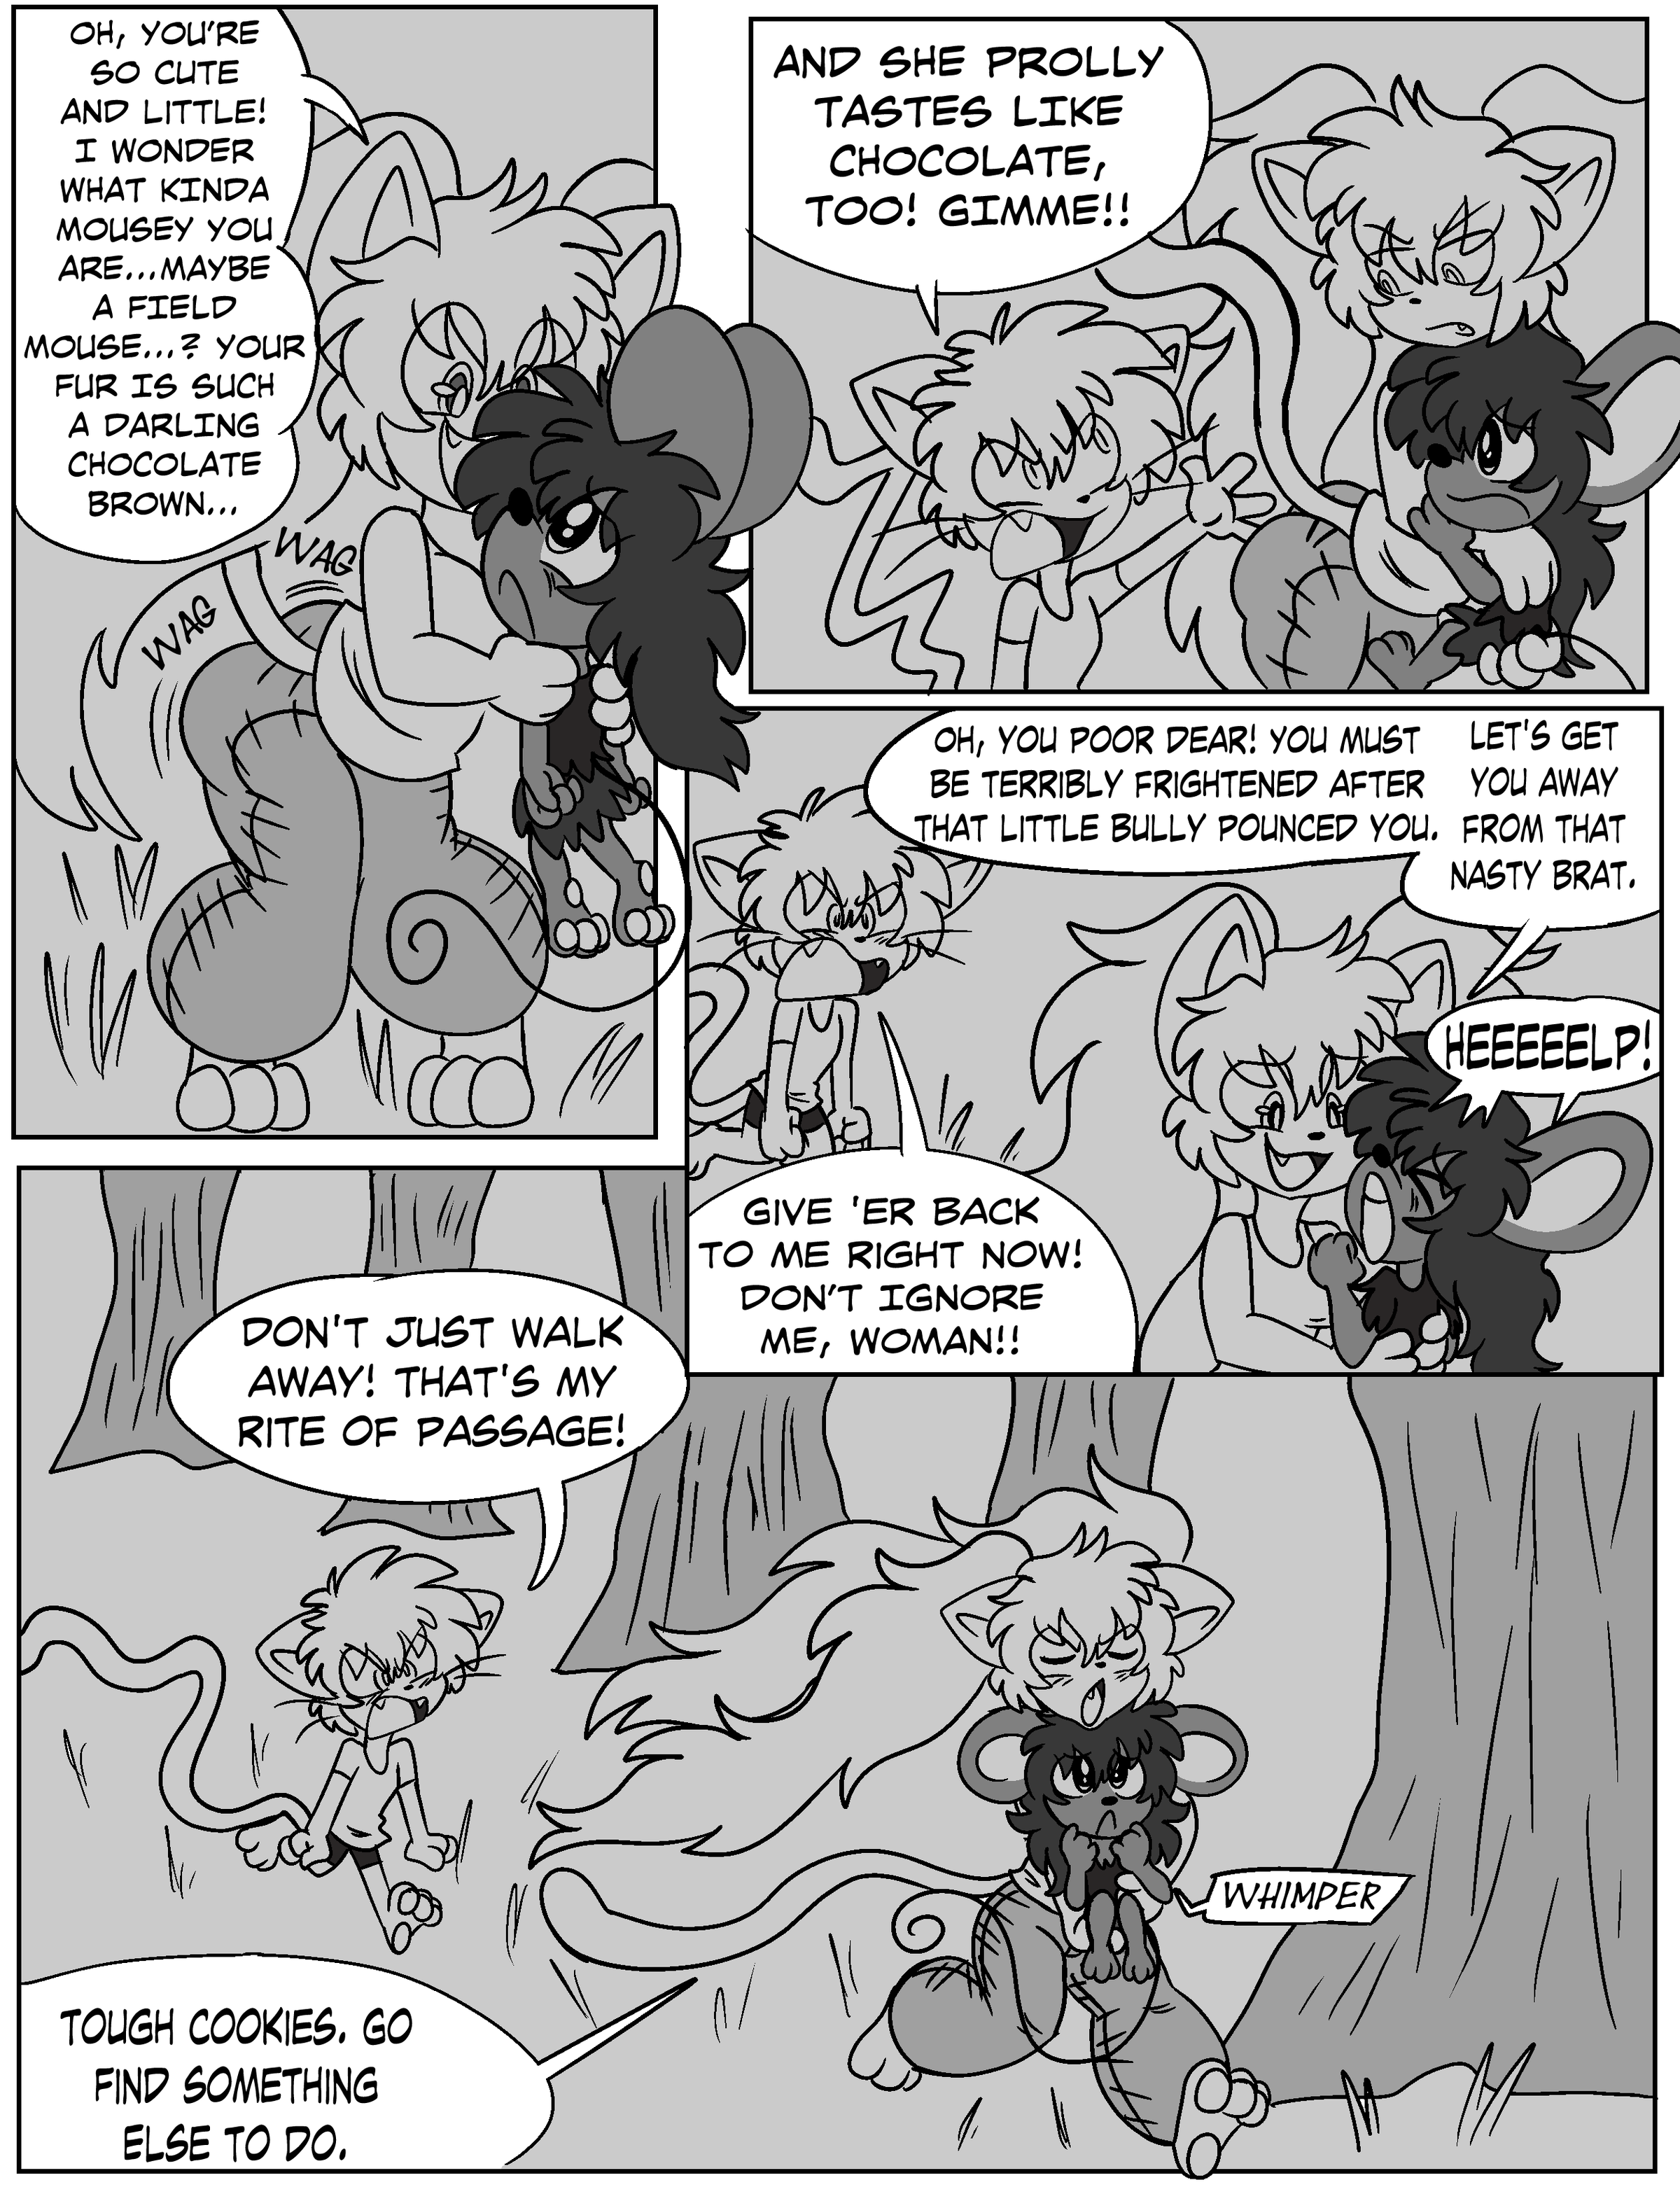 OH, YOU'RE
SO CUTE
AND LITTLE!
I WONDER
WHAT KINDA
MOUSEY YOU
ARE...MAYBE
A FIELD
MOUSE...? YOUR
FUR IS SUCH
A DARLING
CHOCOLATE
BROWN...
WAG
WAG
AND SHE PROLLY
TASTES LIKE
CHOCOLATE,
TOO! GIMME!!
OH, YOU POOR DEAR! YOU MUST
BE TERRIBLY FRIGHTENED AFTER
THAT LITTLE BULLY POUNCED YOU.
LET'S GET
YOU AWAY
FROM THAT
NASTY BRAT.
HEEEEELP!
GIVE 'ER BACK
TO ME RIGHT NOW!
DON'T IGNORE
ME, WOMAN!!
DON'T JUST WALK
AWAY! THAT'S MY
RITE OF PASSAGE!
WHIMPER
TOUGH COOKIES. GO
FIND SOMETHING
ELSE TO DO.